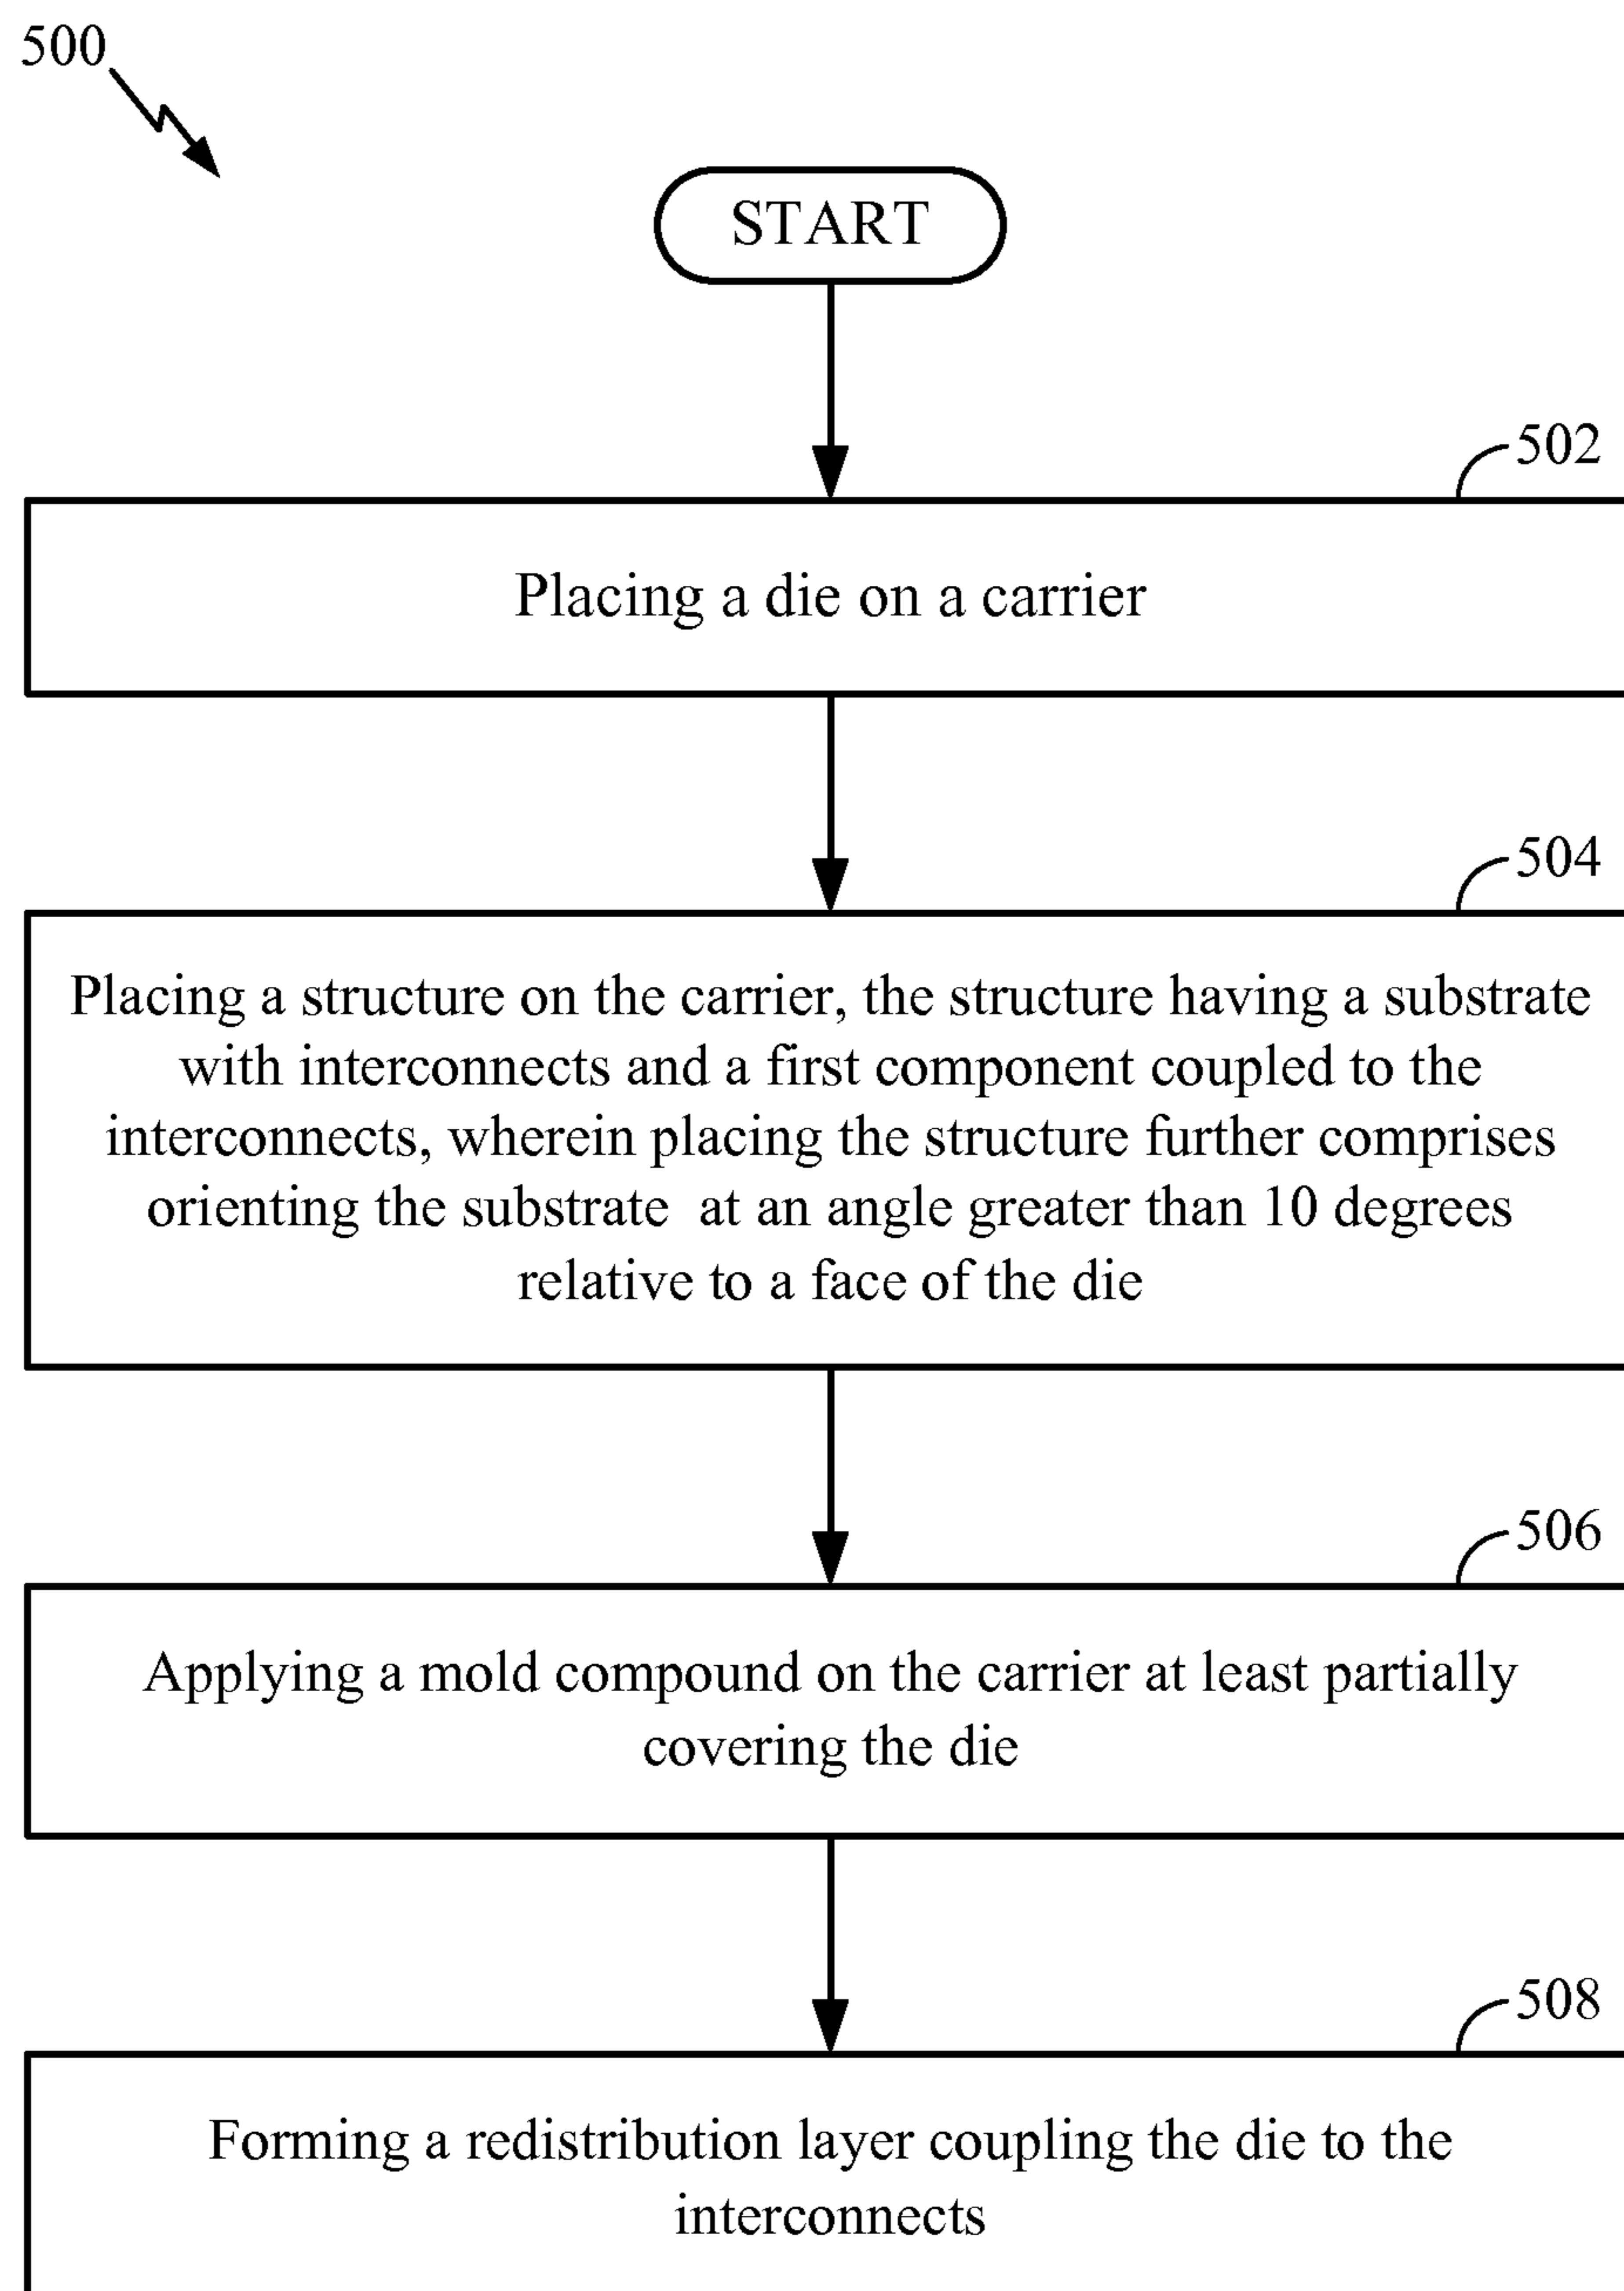 500
START
502
Placing a die on a carrier
504
Placing a structure on the carrier, the structure having a substrate
with interconnects and a first component coupled to the
interconnects, wherein placing the structure further comprises
orienting the substrate at an angle greater than 10 degrees
relative to a face of the die
506
Applying a mold compound on the carrier at least partially
covering the die
508
Forming a redistribution layer coupling the die to the
interconnects